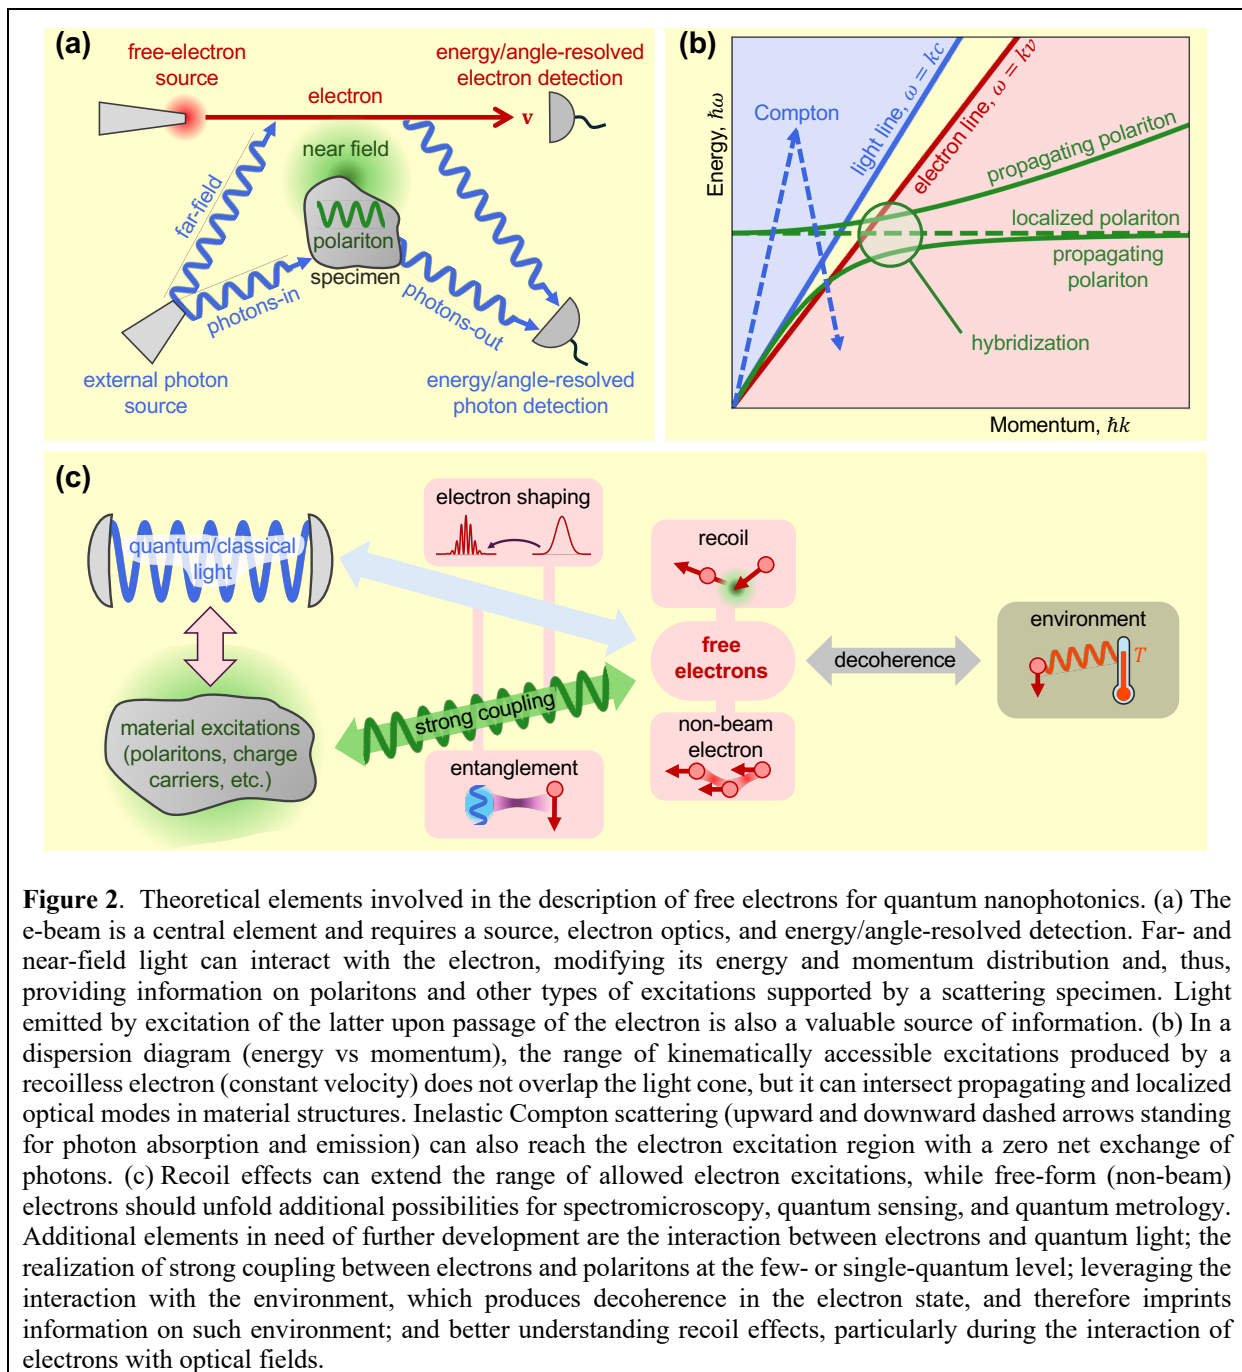 (a)
free-electron
source
energy/angle-resolved
electron detection
electron
v
near field
far-field
polariton
specimen
photons-in
photons-out
external photon
source
energy/angle-resolved
photon detection
(b)
Energy, ℏω
Compton
light line, ω = kc
electron line, ω = kv
propagating polariton
localized polariton
propagating
polariton
hybridization
Momentum, ℏk
(c)
quantum/classical
light
electron shaping
recoil
free
electrons
decoherence
environment
T
strong coupling
material excitations
(polaritons, charge
carriers, etc.)
entanglement
non-beam
electron
Figure 2. Theoretical elements involved in the description of free electrons for quantum nanophotonics. (a) The
e-beam is a central element and requires a source, electron optics, and energy/angle-resolved detection. Far- and
near-field light can interact with the electron, modifying its energy and momentum distribution and, thus,
providing information on polaritons and other types of excitations supported by a scattering specimen. Light
emitted by excitation of the latter upon passage of the electron is also a valuable source of information. (b) In a
dispersion diagram (energy vs momentum), the range of kinematically accessible excitations produced by a
recoilless electron (constant velocity) does not overlap the light cone, but it can intersect propagating and localized
optical modes in material structures. Inelastic Compton scattering (upward and downward dashed arrows standing
for photon absorption and emission) can also reach the electron excitation region with a zero net exchange of
photons. (c) Recoil effects can extend the range of allowed electron excitations, while free-form (non-beam)
electrons should unfold additional possibilities for spectromicroscopy, quantum sensing, and quantum metrology.
Additional elements in need of further development are the interaction between electrons and quantum light; the
realization of strong coupling between electrons and polaritons at the few- or single-quantum level; leveraging the
interaction with the environment, which produces decoherence in the electron state, and therefore imprints
information on such environment; and better understanding recoil effects, particularly during the interaction of
electrons with optical fields.